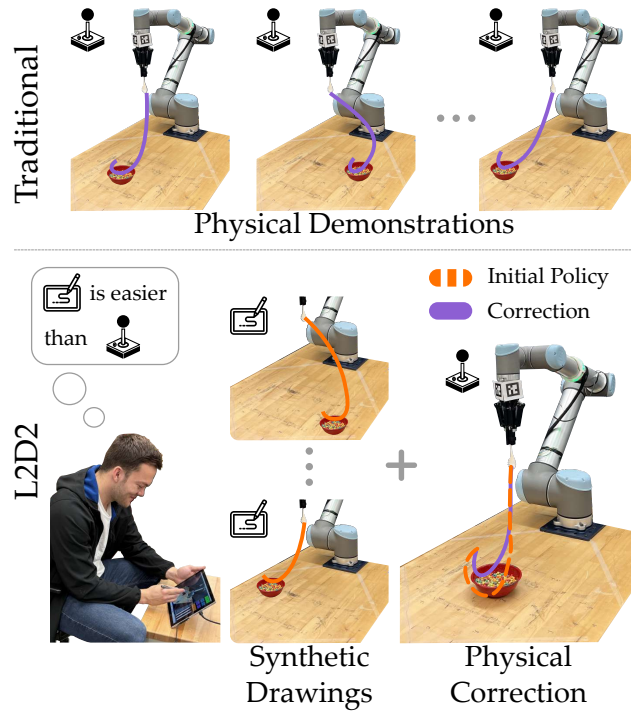 Traditional
Physical Demonstrations
L2D2
is easier
than
Initial Policy
Correction
Synthetic
Drawings
Physical
Correction